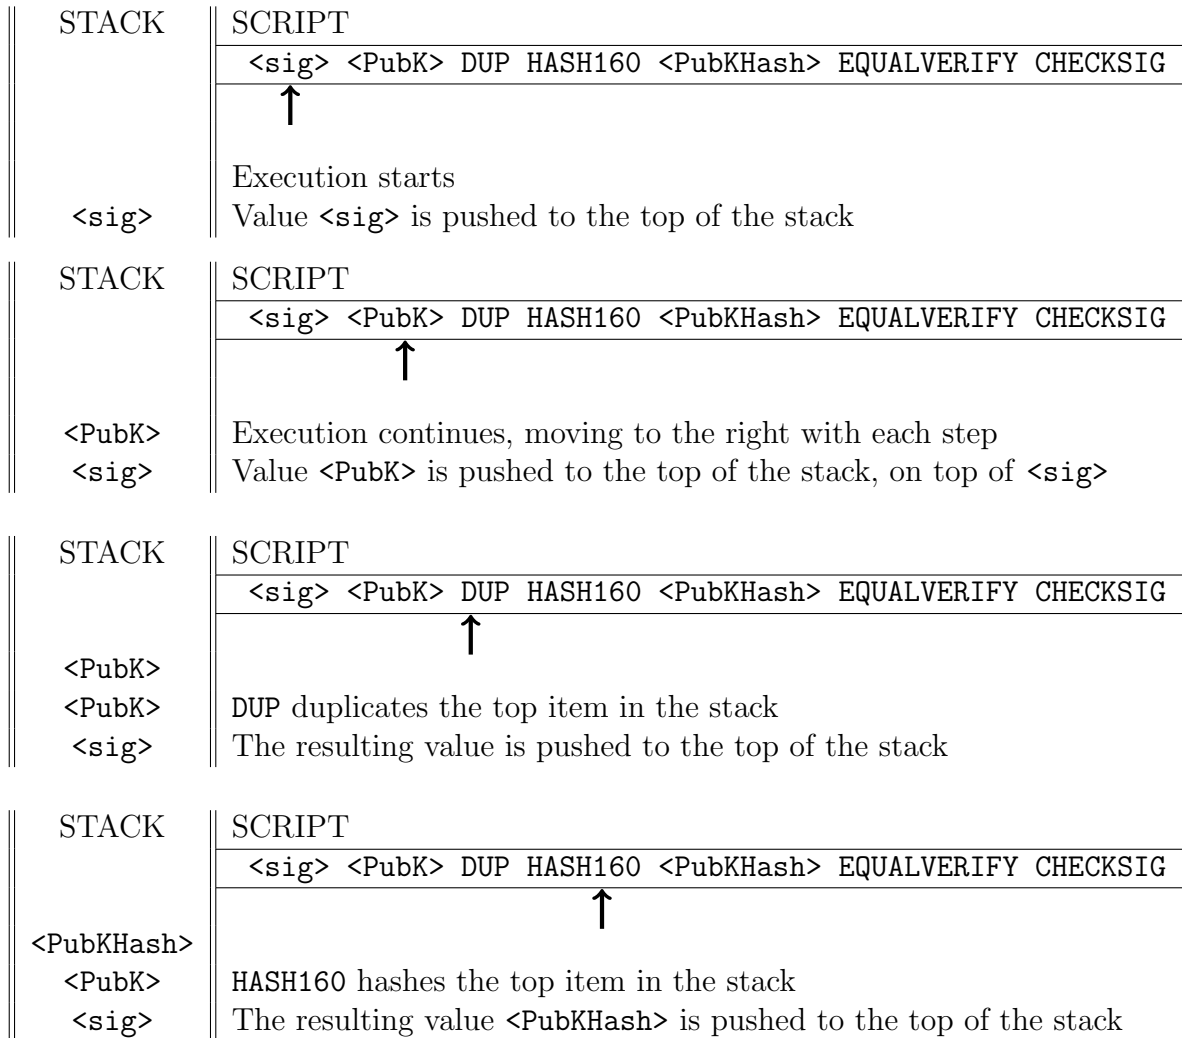 STACK SCRIPT
<sig> <PubK> DUP HASH160 <PubKHash> EQUALVERIFY CHECKSIG
Execution starts
<sig> Value <sig> is pushed to the top of the stack
STACK SCRIPT
<sig> <PubK> DUP HASH160 <PubKHash> EQUALVERIFY CHECKSIG
<PubK> Execution continues, moving to the right with each step
<sig> Value <PubK> is pushed to the top of the stack, on top of <sig>
STACK SCRIPT
<sig> <PubK> DUP HASH160 <PubKHash> EQUALVERIFY CHECKSIG
<PubK>
<PubK> DUP duplicates the top item in the stack
<sig> The resulting value is pushed to the top of the stack
STACK SCRIPT
<sig> <PubK> DUP HASH160 <PubKHash> EQUALVERIFY CHECKSIG
<PubKHash>
<PubK> HASH160 hashes the top item in the stack
<sig> The resulting value <PubKHash> is pushed to the top of the stack